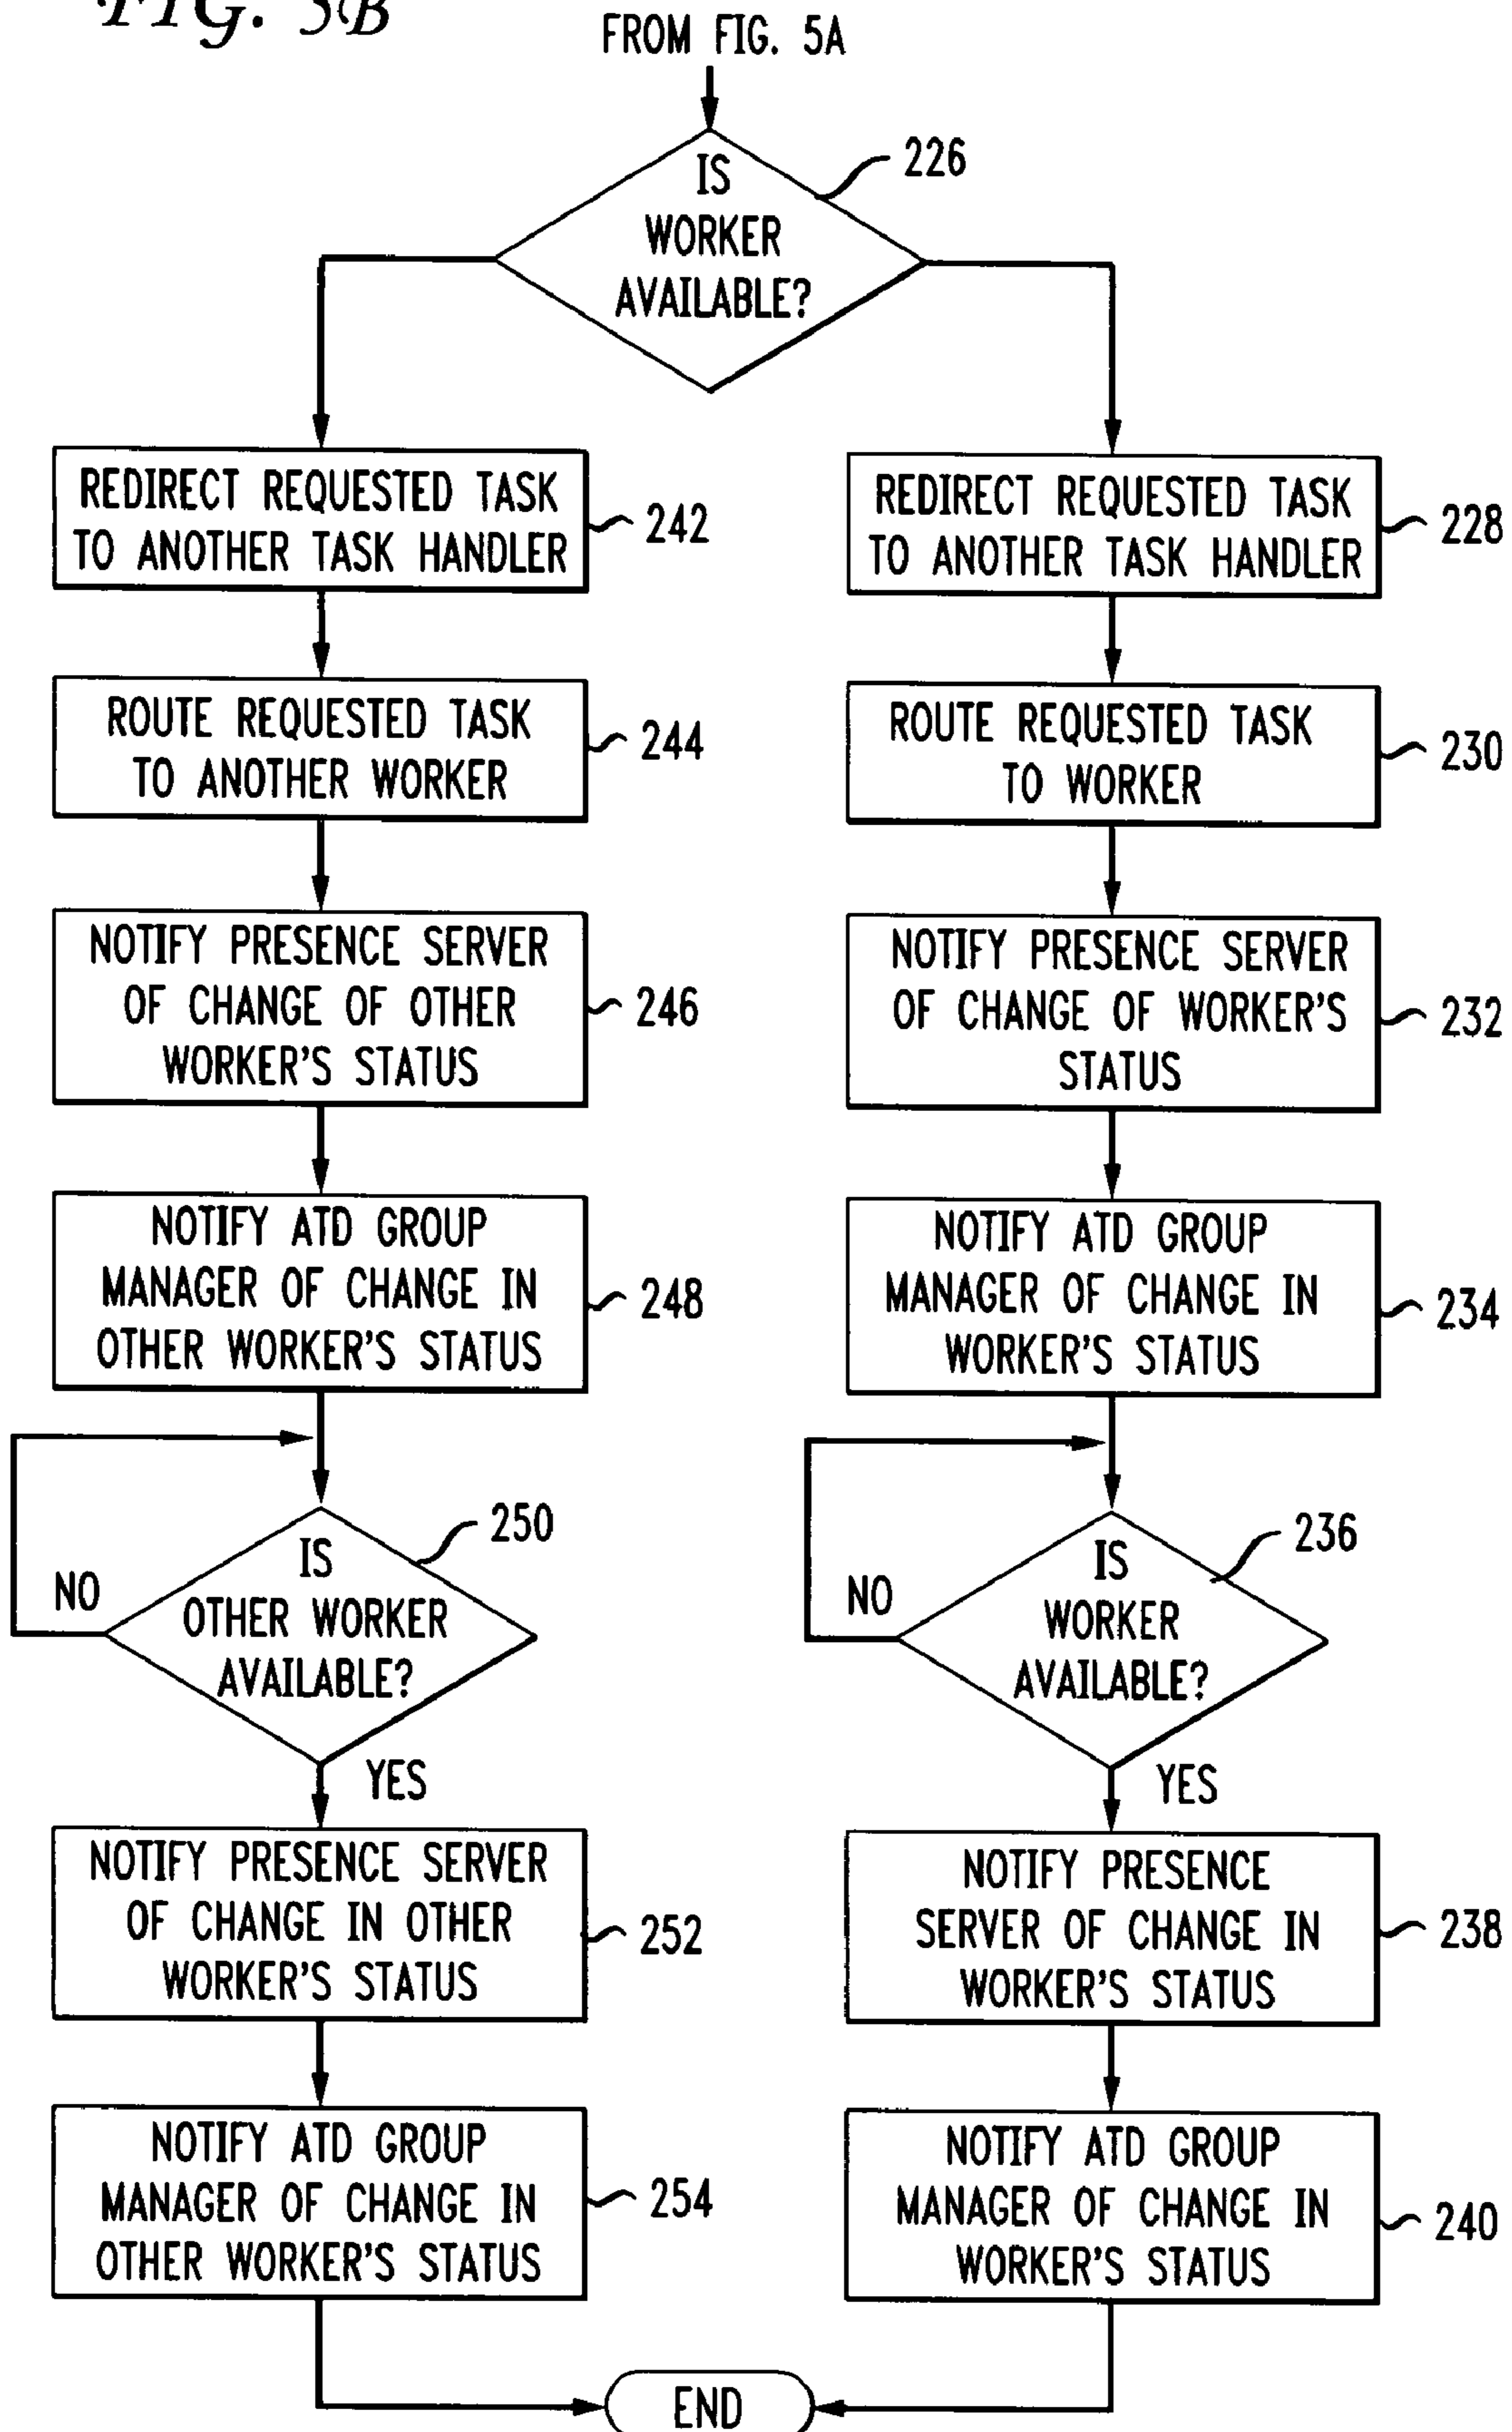 FIG. 5B
FROM FIG. 5A
IS
WORKER
AVAILABLE?
226
REDIRECT REQUESTED TASK
TO ANOTHER TASK HANDLER
242
ROUTE REQUESTED TASK
TO ANOTHER WORKER
244
NOTIFY PRESENCE SERVER
OF CHANGE OF OTHER
WORKER'S STATUS
246
NOTIFY ATD GROUP
MANAGER OF CHANGE IN
OTHER WORKER'S STATUS
248
IS
OTHER WORKER
AVAILABLE?
250
NO
YES
NOTIFY PRESENCE SERVER
OF CHANGE IN OTHER
WORKER'S STATUS
252
NOTIFY ATD GROUP
MANAGER OF CHANGE IN
OTHER WORKER'S STATUS
254
REDIRECT REQUESTED TASK
TO ANOTHER TASK HANDLER
228
ROUTE REQUESTED TASK
TO WORKER
230
NOTIFY PRESENCE SERVER
OF CHANGE OF WORKER'S
STATUS
232
NOTIFY ATD GROUP
MANAGER OF CHANGE IN
WORKER'S STATUS
234
IS
WORKER
AVAILABLE?
236
NO
YES
NOTIFY PRESENCE
SERVER OF CHANGE IN
WORKER'S STATUS
238
NOTIFY ATD GROUP
MANAGER OF CHANGE IN
WORKER'S STATUS
240
END